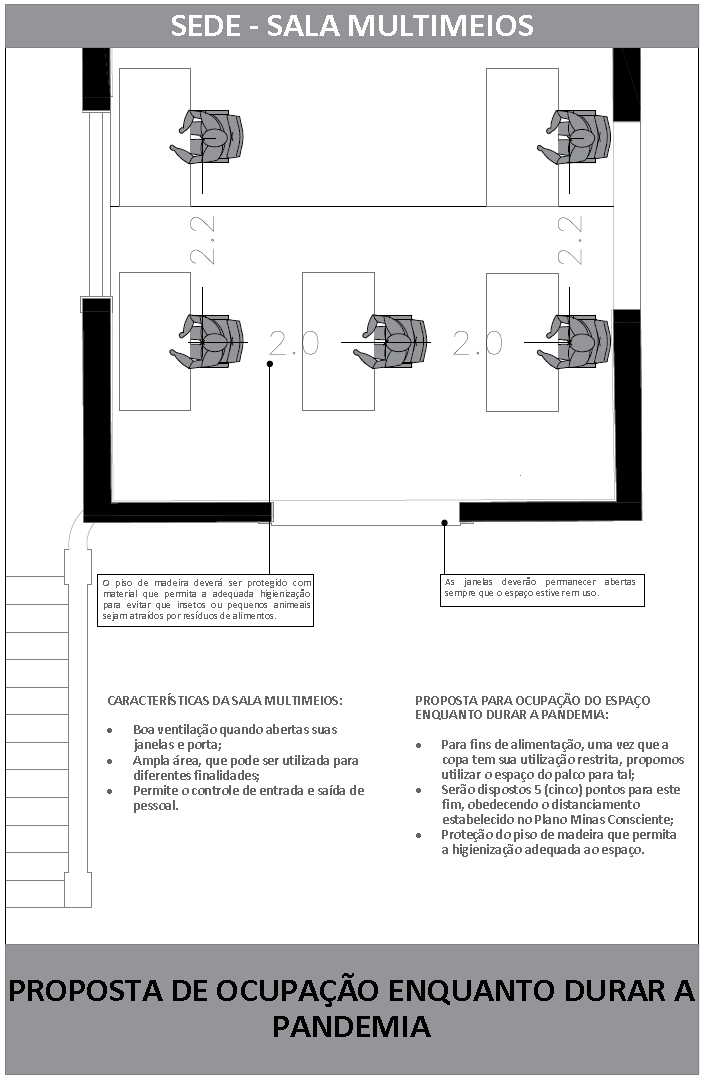 SEDE - SALA MULTIMEIOS
2.2
2.2
2.0
2.0
O piso de madeira deverá ser protegido com
material que permita a adequada higienização
para evitar que insetos ou pequenos animeais
sejam atraídos por resíduos de alimentos.
As janelas deverão permanecer abertas
sempre que o espaço estiver em uso.
CARACTERÍSTICAS DA SALA MULTIMEIOS:
• Boa ventilação quando abertas suas
janelas e porta;
• Ampla área, que pode ser utilizada para
diferentes finalidades;
• Permite o controle de entrada e saída de
pessoal.
PROPOSTA PARA OCUPAÇÃO DO ESPAÇO
ENQUANTO DURAR A PANDEMIA:
• Para fins de alimentação, uma vez que a
copa tem sua utilização restrita, propomos
utilizar o espaço do palco para tal;
• Serão dispostos 5 (cinco) pontos para este
fim, obedecendo o distanciamento
estabelecido no Plano Minas Consciente;
• Proteção do piso de madeira que permita
a higienização adequada ao espaço.
PROPOSTA DE OCUPAÇÃO ENQUANTO DURAR A
PANDEMIA